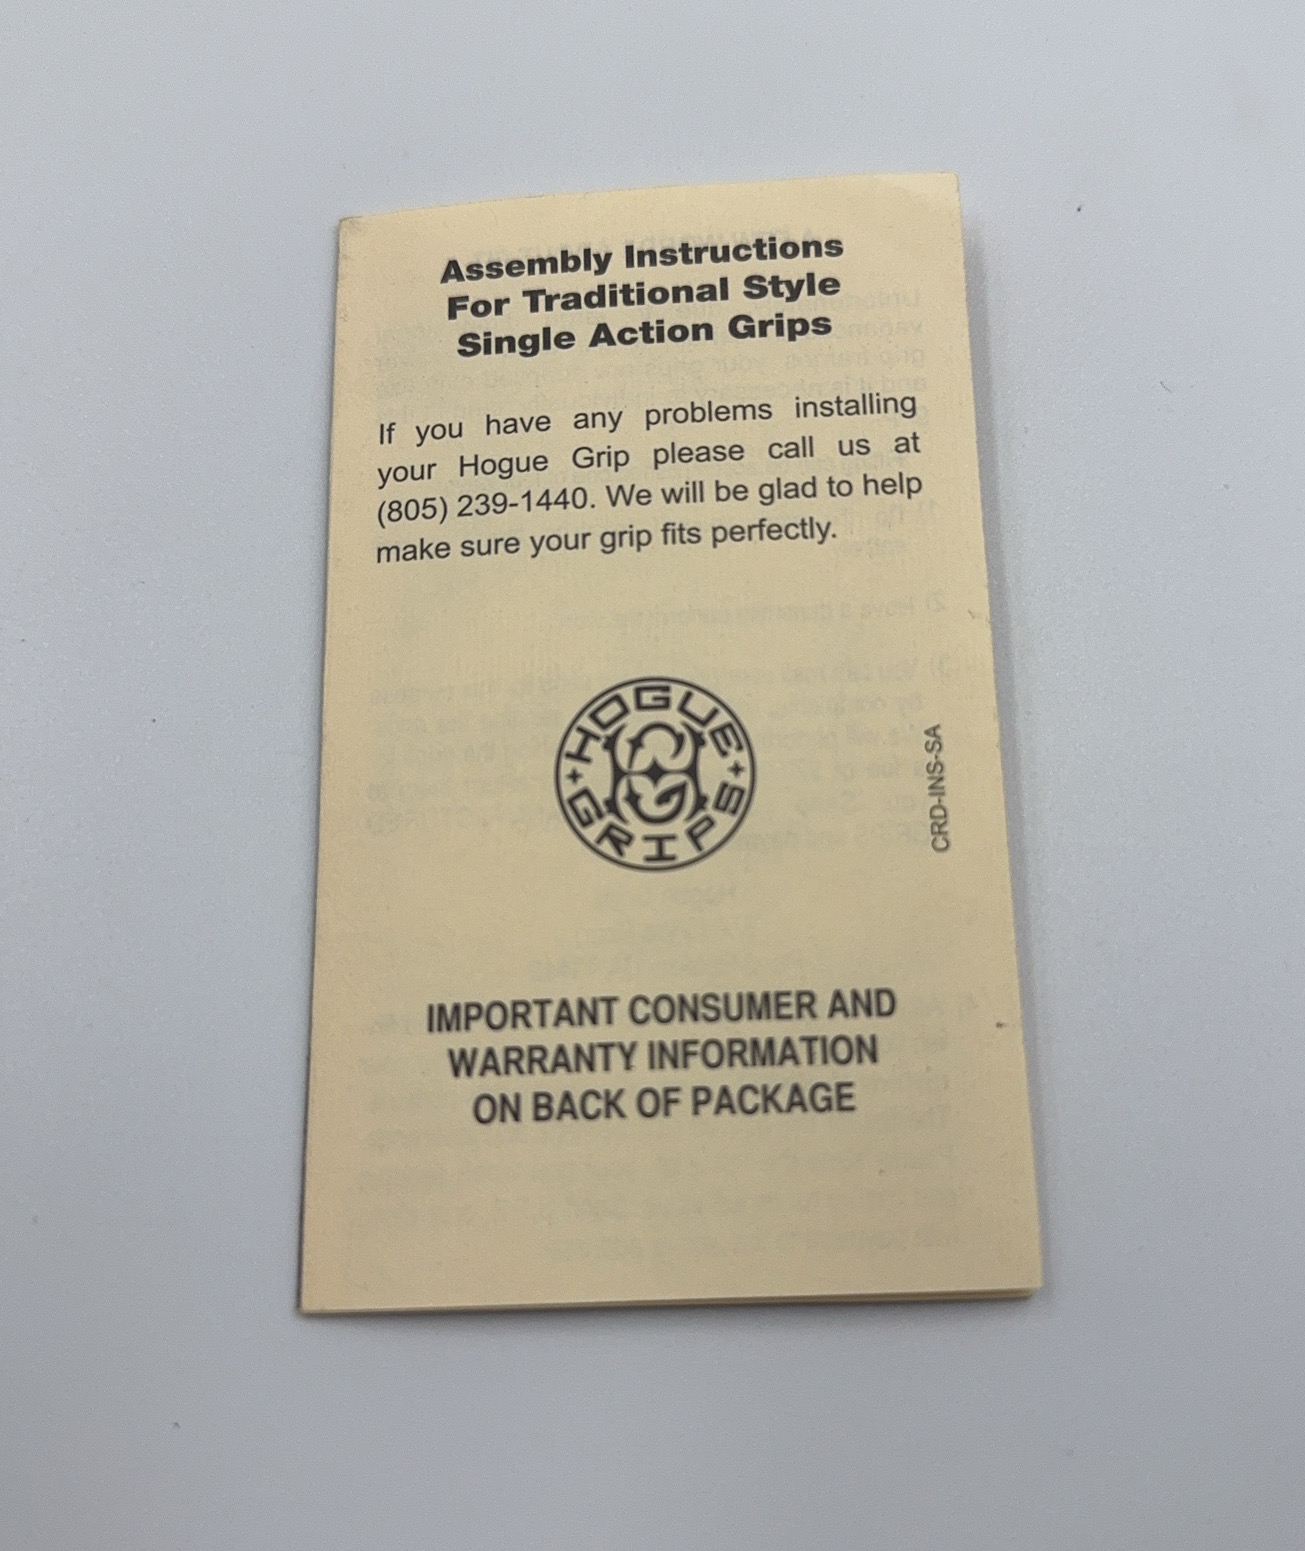 Assembly Instructions
For Traditional Style
Single Action Grips
If you have any problems installing
your Hogue Grip please call us at
(805) 239-1440. We will be glad to help
make sure your grip fits perfectly.
HOGUE
GRIPS
CRD-INS-SA
IMPORTANT CONSUMER AND
WARRANTY INFORMATION
ON BACK OF PACKAGE